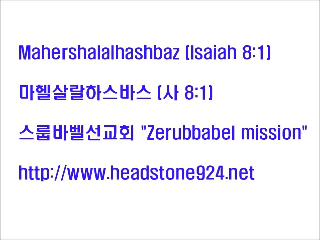 Mahershalalhashbaz (Isaiah 8:1)
마헬살랄하스바스 (사 8:1)
스룹바벨선교회 "Zerubbabel mission"
http://www.headstone924.net